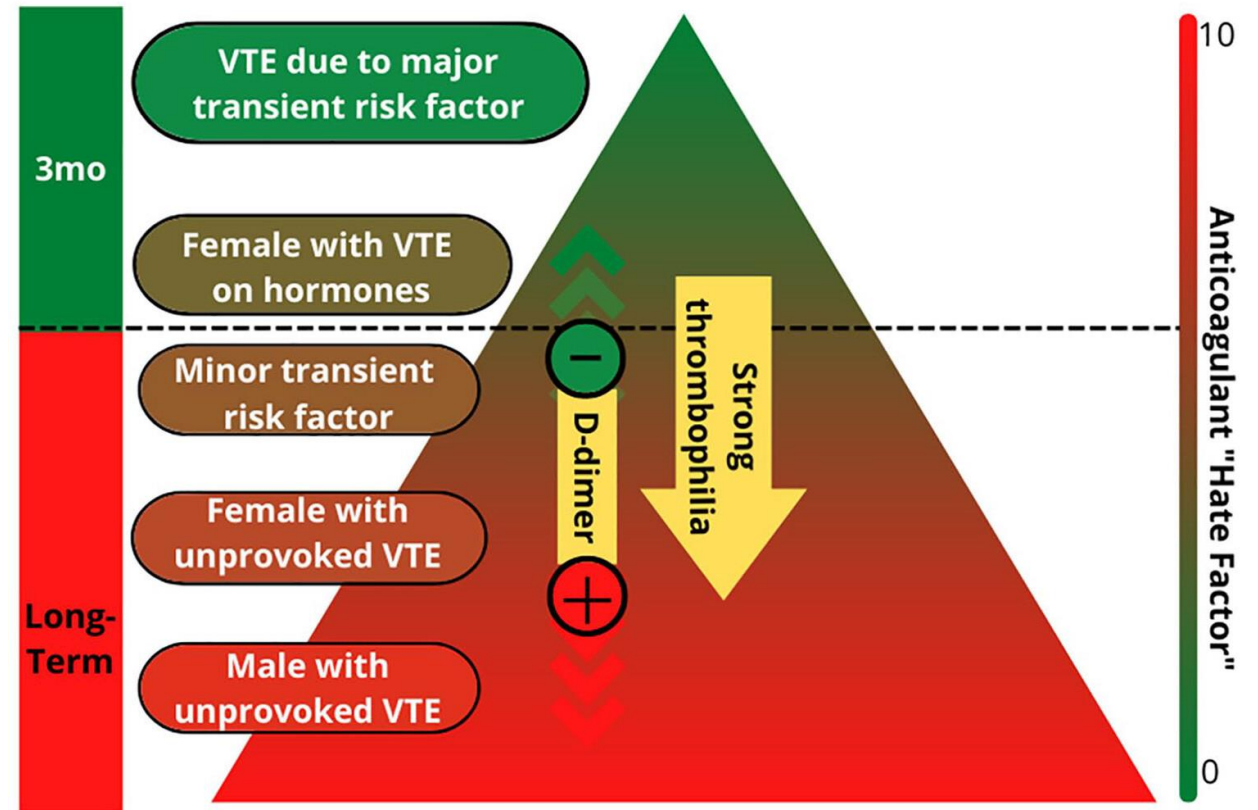 3mo
Long-
Term
VTE due to major
transient risk factor
Female with VTE
on hormones
Minor transient
risk factor
Female with
unprovoked VTE
Male with
unprovoked VTE
−
D-dimer
+
Strong
thrombophilia
10
Anticoagulant "Hate Factor"
0